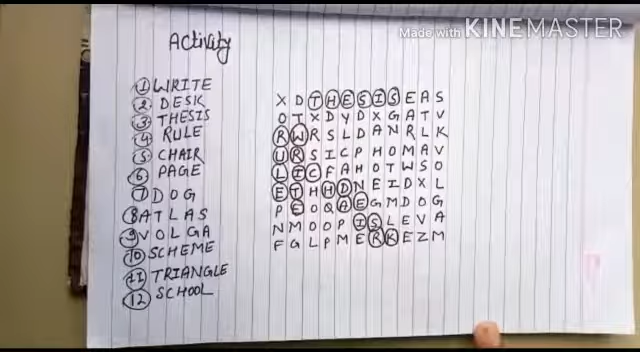 Made with KINEMASTER
Activity
1 WRITE
2 DESK
3 THESIS
4 RULE
5 CHAIR
6 PAGE
7 DOG
8 ATLAS
9 VOLGA
10 SCHEME
11 TRIANGLE
12 SCHOOL
X D T H E S I S E A S
O T X D Y D X G A T V
R W R S L D A N R L K
U R S I C P H O M A V
L I C F A H O T W S O
E T H H D N E I D X L
P E O Q A E G M D O G
N M O O P I S L E V A
F G L P M E R K E Z M